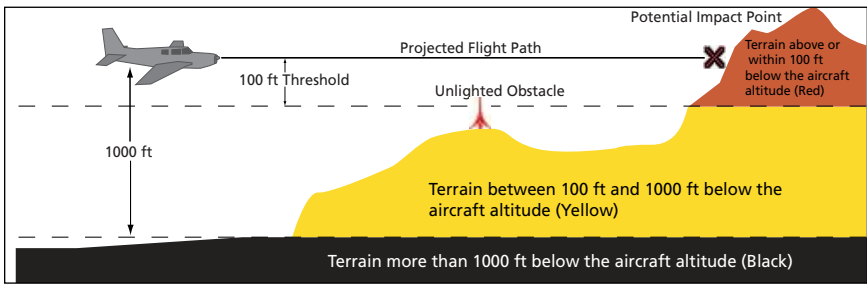 Potential Impact Point
Projected Flight Path
Terrain above or
within 100 ft
below the aircraft
altitude (Red)
100 ft Threshold
Unlighted Obstacle
1000 ft
Terrain between 100 ft and 1000 ft below the
aircraft altitude (Yellow)
Terrain more than 1000 ft below the aircraft altitude (Black)